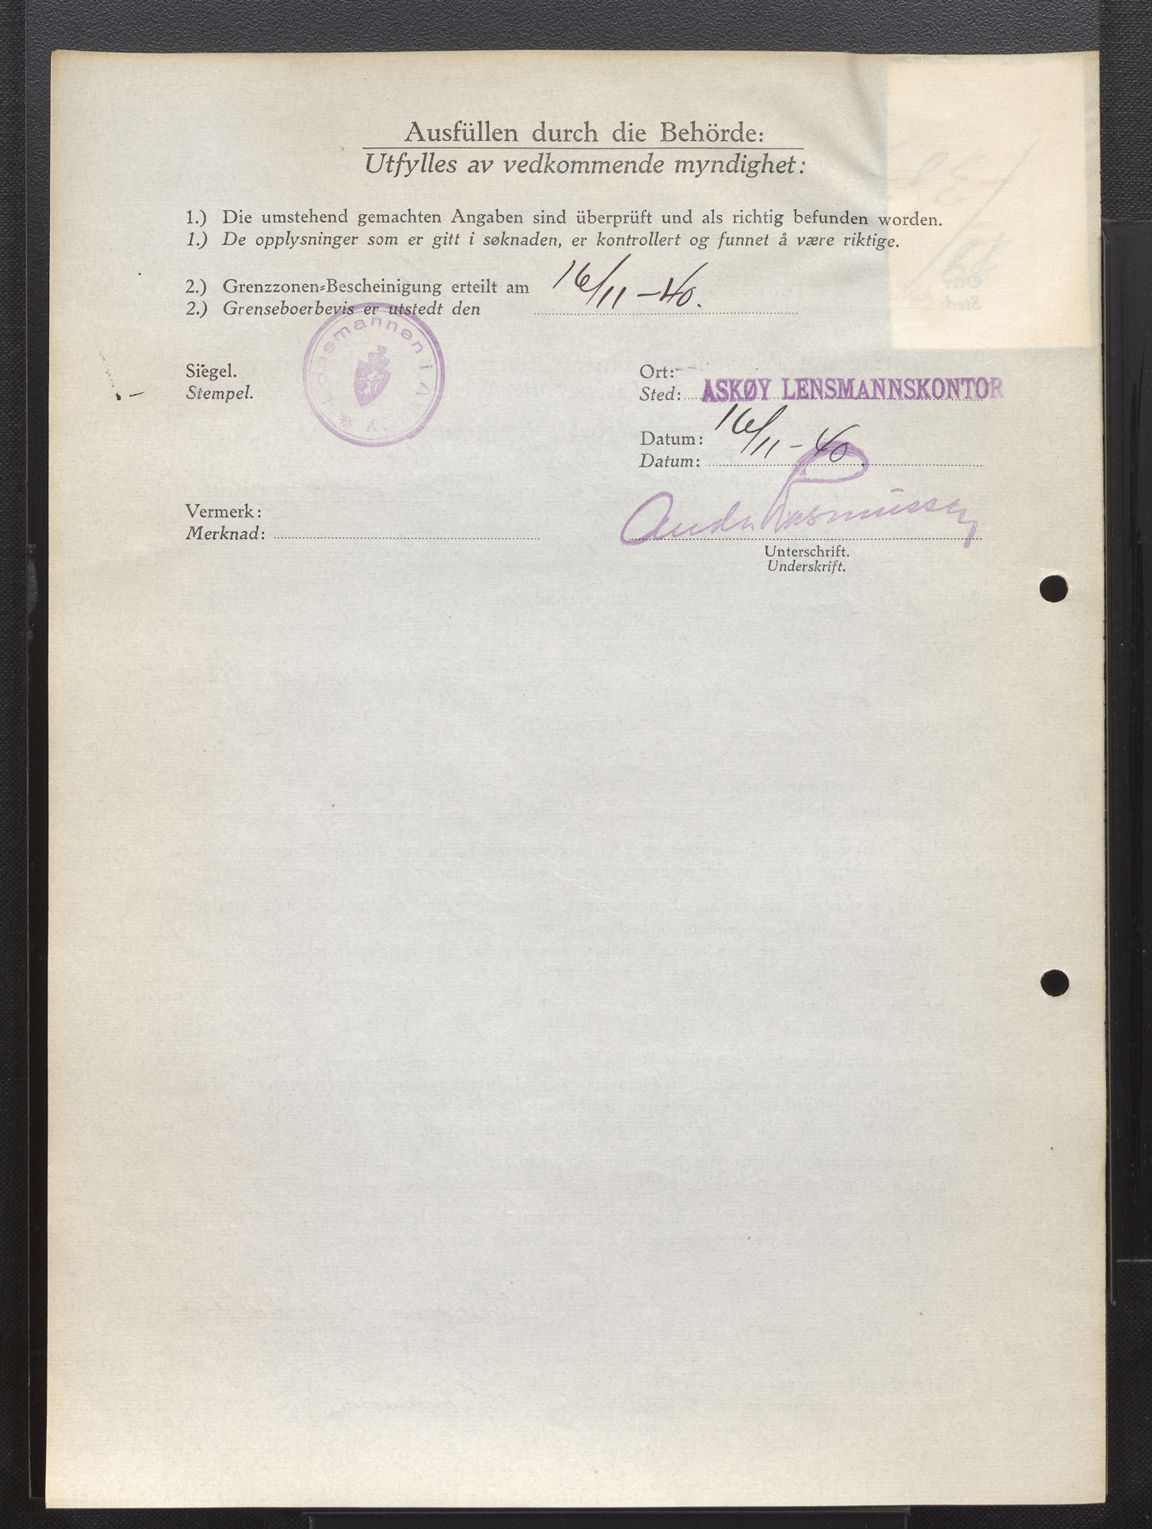 Ausfüllen durch die Behörde:
Utfylles av vedkommende myndighet:
1.) Die umstehend gemachten Angaben sind überprüft und als richtig befunden worden.
1.) De opplysninger som er gitt i søknaden, er kontrollert og funnet å være riktige.
2.) Grenzzonen-Bescheinigung erteilt am 16/11-40.
2.) Grenseboerbevis er utstedt den
Siegel.
Stempel.
Lensmannen i
Ort:
Sted: ASKØY LENSMANNSKONTOR
Datum: 16/11-40.
Datum:
Vermerk:
Merknad:
Rasmussen
Unterschrift.
Underskrift.